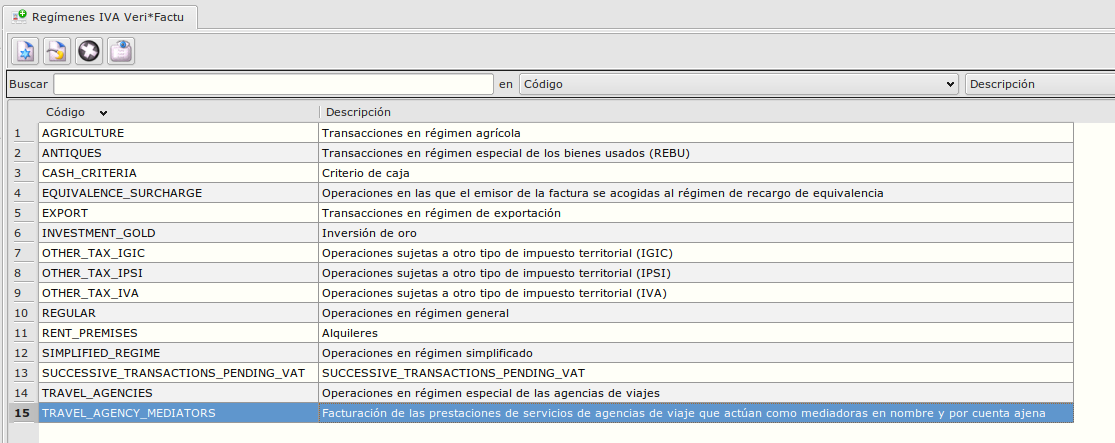 Regímenes IVA Veri*Factu
Buscar en Código Descripción
Código Descripción
1 AGRICULTURE Transacciones en régimen agrícola
2 ANTIQUES Transacciones en régimen especial de los bienes usados (REBU)
3 CASH_CRITERIA Criterio de caja
4 EQUIVALENCE_SURCHARGE Operaciones en las que el emisor de la factura se acogidas al régimen de recargo de equivalencia
5 EXPORT Transacciones en régimen de exportación
6 INVESTMENT_GOLD Inversión de oro
7 OTHER_TAX_IGIC Operaciones sujetas a otro tipo de impuesto territorial (IGIC)
8 OTHER_TAX_IPSI Operaciones sujetas a otro tipo de impuesto territorial (IPSI)
9 OTHER_TAX_IVA Operaciones sujetas a otro tipo de impuesto territorial (IVA)
10 REGULAR Operaciones en régimen general
11 RENT_PREMISES Alquileres
12 SIMPLIFIED_REGIME Operaciones en régimen simplificado
13 SUCCESSIVE_TRANSACTIONS_PENDING_VAT SUCCESSIVE_TRANSACTIONS_PENDING_VAT
14 TRAVEL_AGENCIES Operaciones en régimen especial de las agencias de viajes
15 TRAVEL_AGENCY_MEDIATORS Facturación de las prestaciones de servicios de agencias de viaje que actúan como mediadoras en nombre y por cuenta ajena